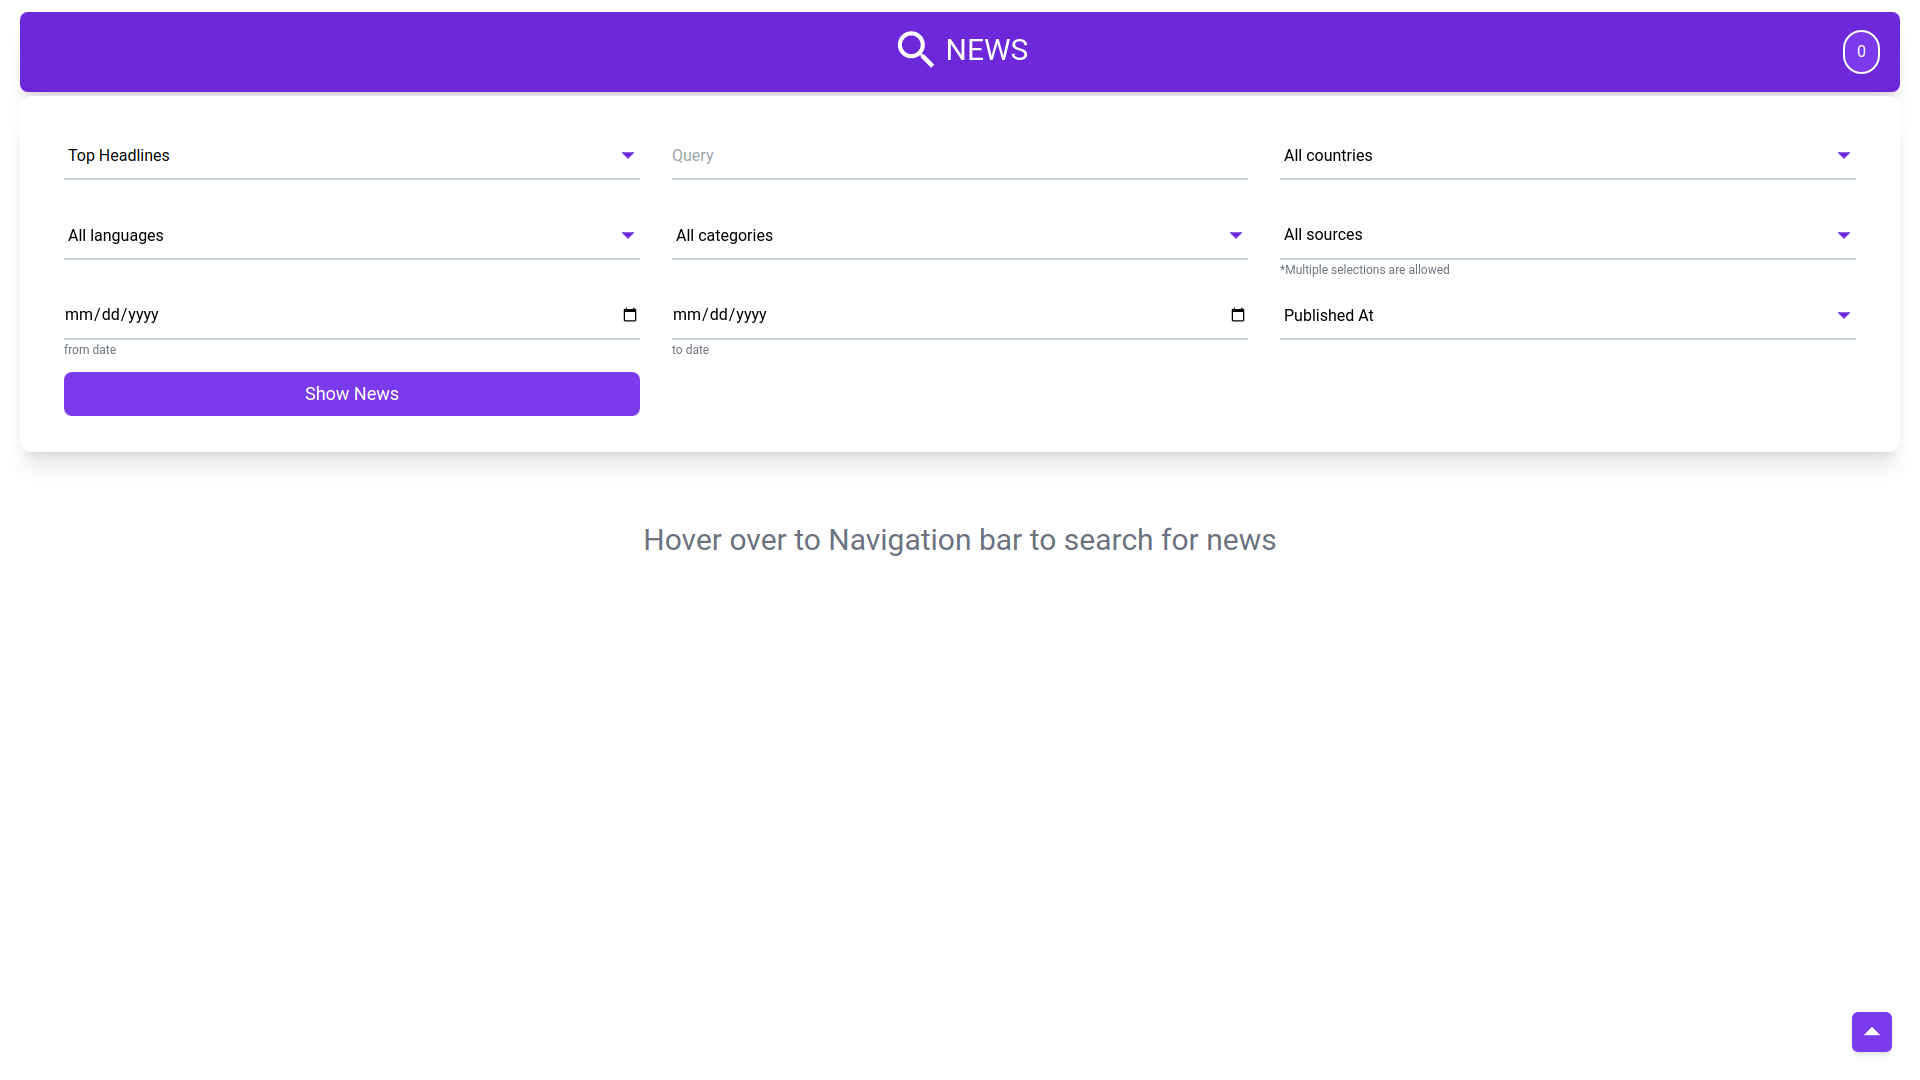 NEWS
0
Top Headlines
Query
All countries
All languages
All categories
All sources
*Multiple selections are allowed
mm/dd/yyyy
mm/dd/yyyy
Published At
from date
to date
Show News
Hover over to Navigation bar to search for news